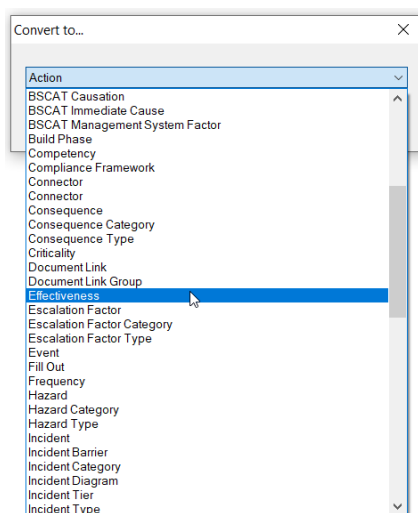 Convert to...
Action
BSCAT Causation
BSCAT Immediate Cause
BSCAT Management System Factor
Build Phase
Competency
Compliance Framework
Connector
Connector
Consequence
Consequence Category
Consequence Type
Criticality
Document Link
Document Link Group
Effectiveness
Escalation Factor
Escalation Factor Category
Escalation Factor Type
Event
Fill Out
Frequency
Hazard
Hazard Category
Hazard Type
Incident
Incident Barrier
Incident Category
Incident Diagram
Incident Tier
Incident Type